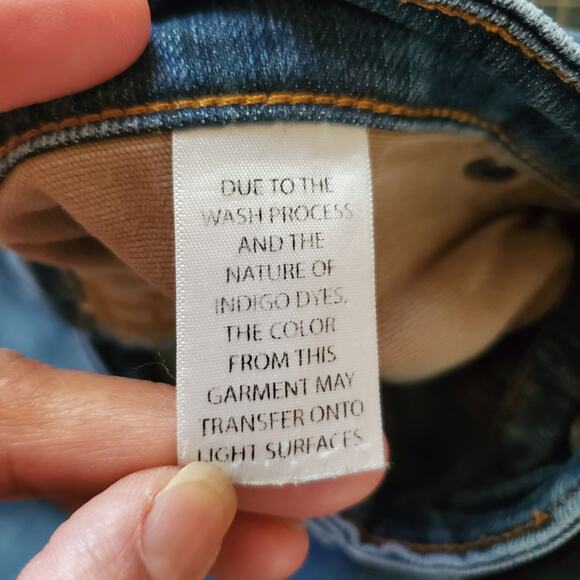 DUE TO THE
WASH PROCESS
AND THE
NATURE OF
INDIGO DYES,
THE COLOR
FROM THIS
GARMENT MAY
TRANSFER ONTO
LIGHT SURFACES.